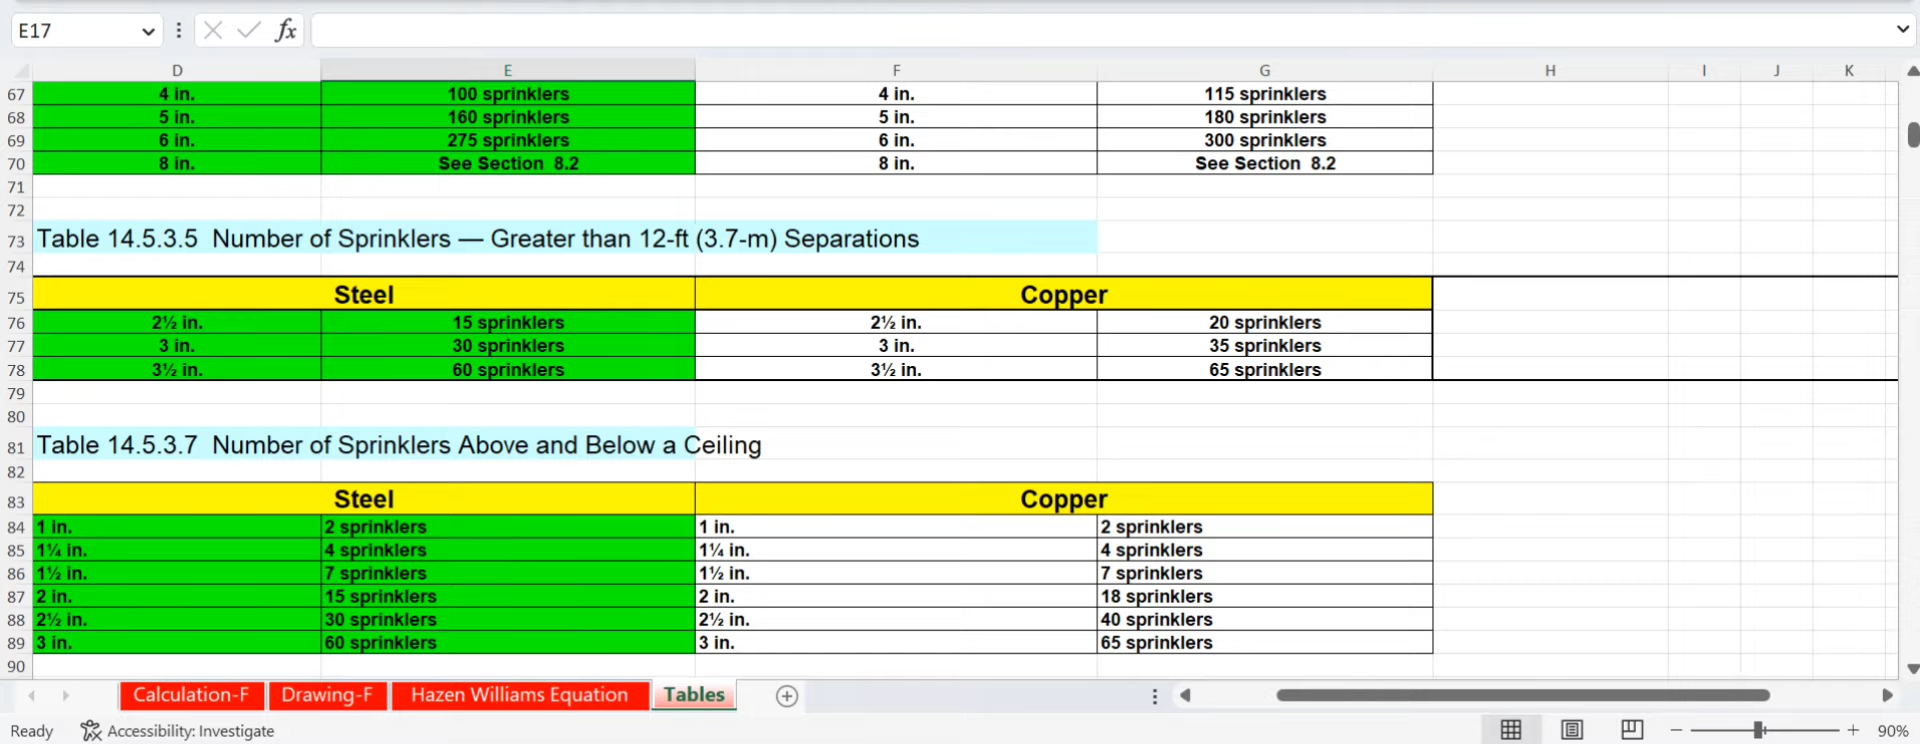 E17 fx
D E F G H I J K
67 4 in. 100 sprinklers 4 in. 115 sprinklers
68 5 in. 160 sprinklers 5 in. 180 sprinklers
69 6 in. 275 sprinklers 6 in. 300 sprinklers
70 8 in. See Section 8.2 8 in. See Section 8.2
71
72
73 Table 14.5.3.5 Number of Sprinklers — Greater than 12-ft (3.7-m) Separations
74
75 Steel Copper
76 2½ in. 15 sprinklers 2½ in. 20 sprinklers
77 3 in. 30 sprinklers 3 in. 35 sprinklers
78 3½ in. 60 sprinklers 3½ in. 65 sprinklers
79
80
81 Table 14.5.3.7 Number of Sprinklers Above and Below a Ceiling
82
83 Steel Copper
84 1 in. 2 sprinklers 1 in. 2 sprinklers
85 1¼ in. 4 sprinklers 1¼ in. 4 sprinklers
86 1½ in. 7 sprinklers 1½ in. 7 sprinklers
87 2 in. 15 sprinklers 2 in. 18 sprinklers
88 2½ in. 30 sprinklers 2½ in. 40 sprinklers
89 3 in. 60 sprinklers 3 in. 65 sprinklers
90
Calculation-F Drawing-F Hazen Williams Equation Tables
Ready Accessibility: Investigate 90%